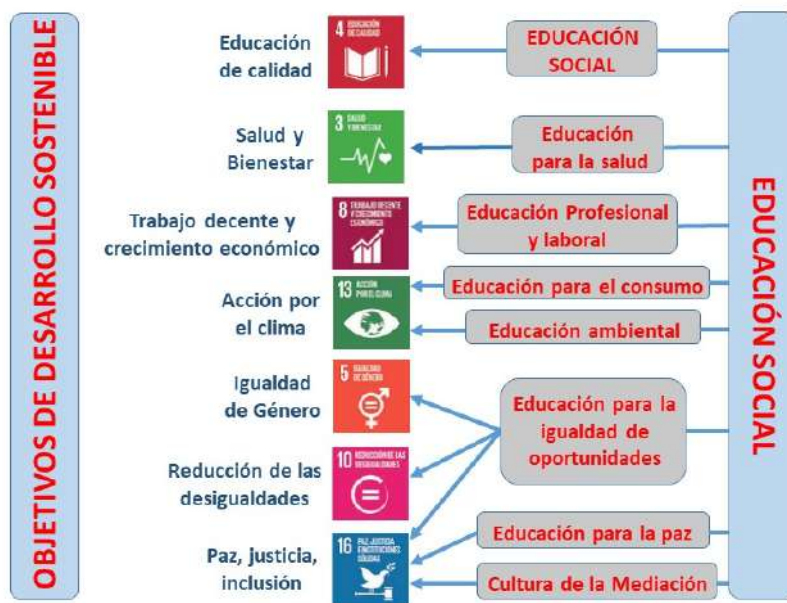 OBJETIVOS DE DESARROLLO SOSTENIBLE
Educación
de calidad
4 EDUCACIÓN
DE CALIDAD
EDUCACIÓN
SOCIAL
Salud y
Bienestar
3 SALUD
Y BIENESTAR
Educación
para la salud
Trabajo decente y
crecimiento económico
8 TRABAJO DECENTE
Y CRECIMIENTO
ECONÓMICO
Educación Profesional
y laboral
Acción por
el clima
13 ACCIÓN
POR EL CLIMA
Educación para el consumo
Educación ambiental
Igualdad
de Género
5 IGUALDAD
DE GÉNERO
Educación para la
igualdad de
oportunidades
Reducción de las
desigualdades
10 REDUCCIÓN DE LAS
DESIGUALDADES
Paz, justicia,
inclusión
16 PAZ, JUSTICIA
E INSTITUCIONES
SÓLIDAS
Educación para la paz
Cultura de la Mediación
EDUCACIÓN SOCIAL